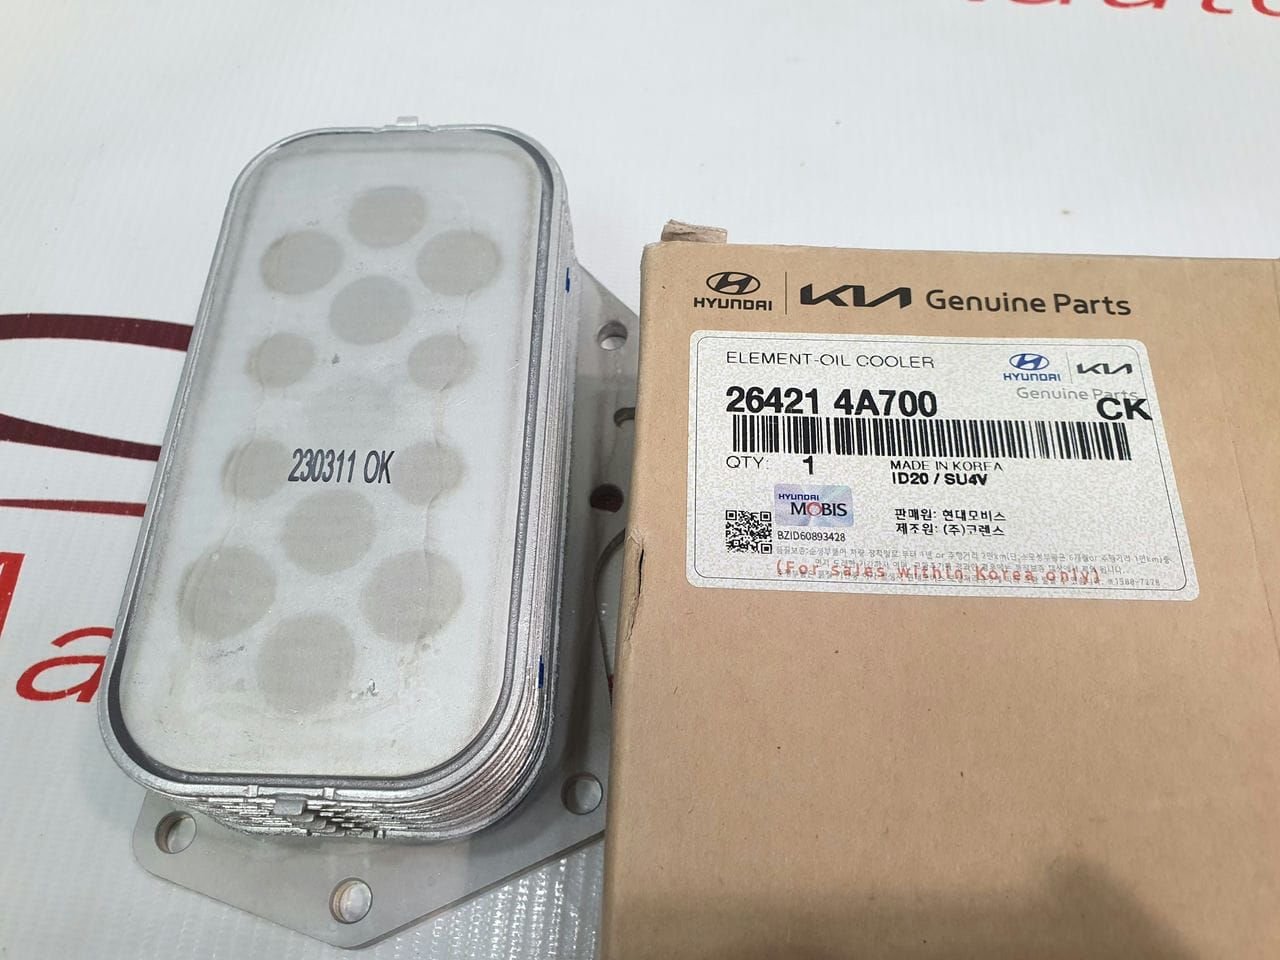 230311 OK
HYUNDAI KIA Genuine Parts
ELEMENT-OIL COOLER
HYUNDAI KIA
Genuine Parts
26421 4A700 CK
QTY: 1
MADE IN KOREA
ID20 / SU4V
HYUNDAI
MOBIS
BZID60893428
판매원: 현대모비스
제조원: (주)코렌스
(For sales within Korea only)
a